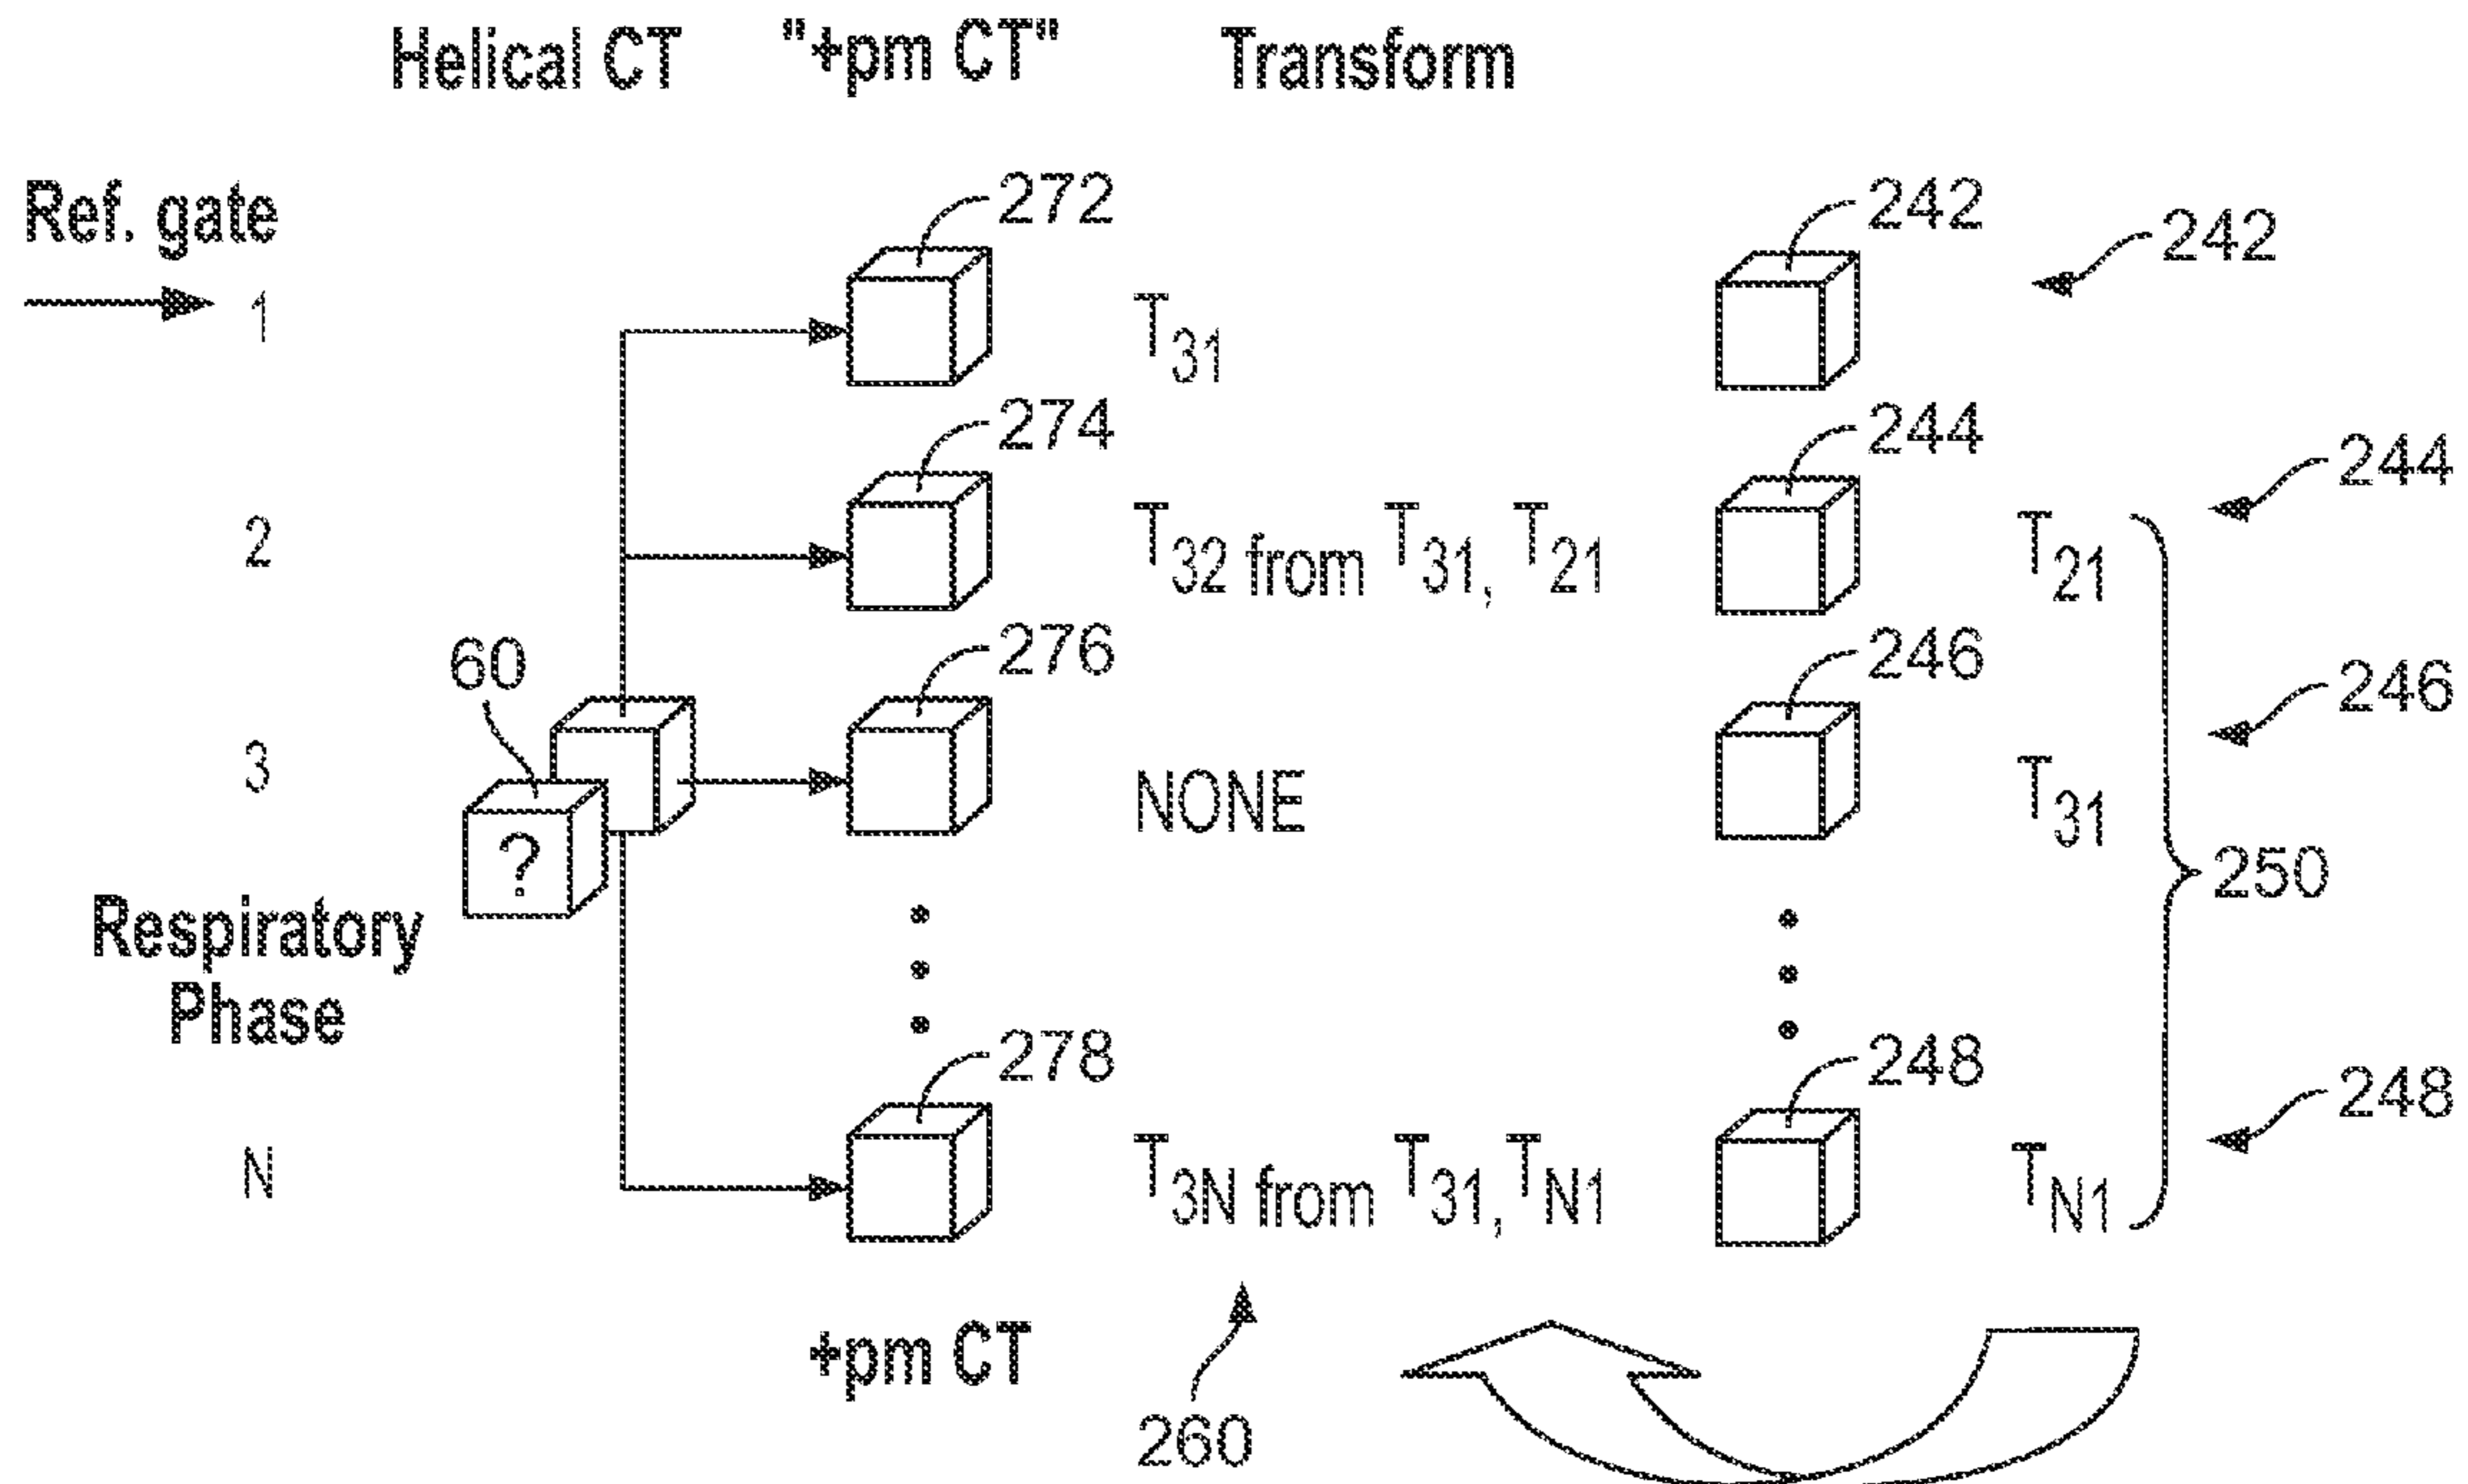 Helical CT "+pm CT" Transform
Ref. gate
272 242 242
1 T31
274 244 244
2 T32 from T31, T21 T21
60 276 246 246
3 NONE T31
? 250
Respiratory
Phase
278 248 248
N T3N from T31, TN1 TN1
+pm CT
260